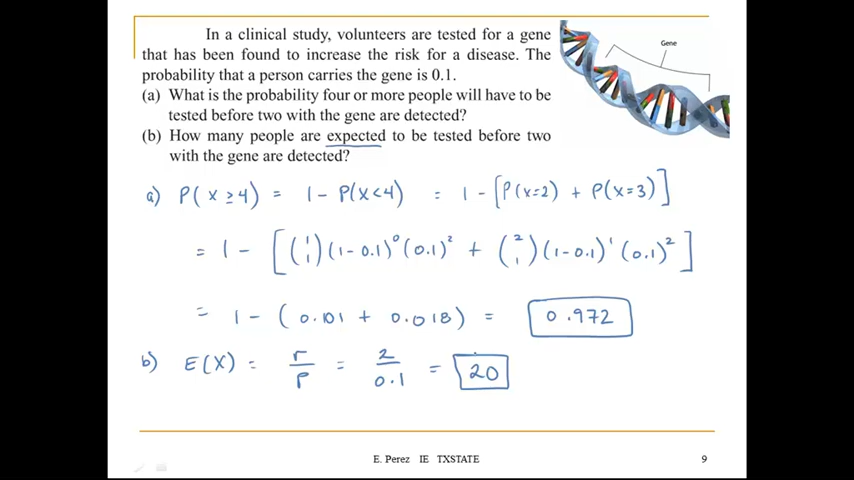 In a clinical study, volunteers are tested for a gene
that has been found to increase the risk for a disease. The
probability that a person carries the gene is 0.1.
(a) What is the probability four or more people will have to be
tested before two with the gene are detected?
(b) How many people are expected to be tested before two
with the gene are detected?
Gene
a) P( x ≥ 4) = 1 - P(x < 4) = 1 - [P(x=2) + P(x=3)]
= 1 - [(1 1)(1-0.1)^0 (0.1)^2 + (2 1)(1-0.1)^1 (0.1)^2]
= 1 - ( 0.101 + 0.018) = 0.972
b) E(X) = r/p = 2/0.1 = 20
E. Perez IE TXSTATE 9